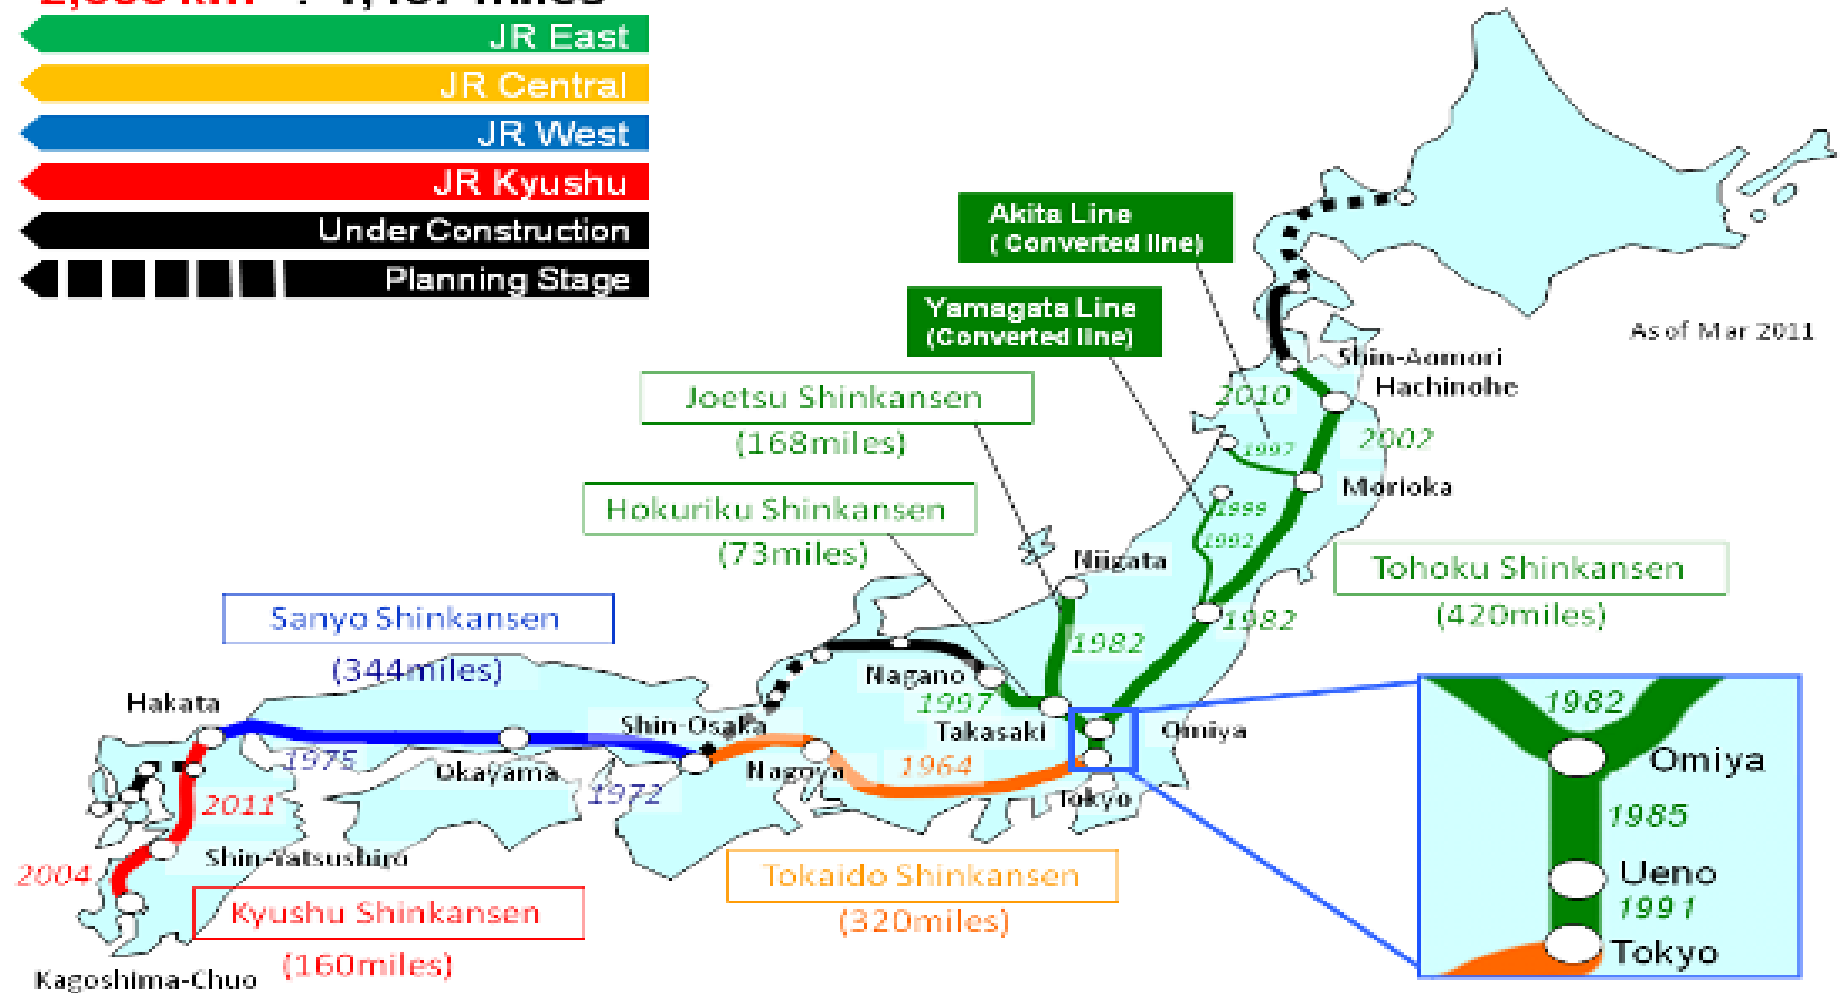 JR East
JR Central
JR West
JR Kyushu
Under Construction
Planning Stage
Akita Line
( Converted line)
Yamagata Line
(Converted line)
As of Mar 2011
Shin-Aomori
Hachinohe
2010
2002
Joetsu Shinkansen
(168miles)
1997
Morioka
Hokuriku Shinkansen
(73miles)
1999
1992
Niigata
Tohoku Shinkansen
(420miles)
Sanyo Shinkansen
(344miles)
1982
1982
Nagano
1997
Takasaki
Omiya
Hakata
Shin-Osaka
1975
Okayama
1972
Nagoya
1964
Tokyo
2011
Shin-Yatsushiro
2004
Kyushu Shinkansen
(160miles)
Kagoshima-Chuo
Tokaido Shinkansen
(320miles)
1982
Omiya
1985
Ueno
1991
Tokyo